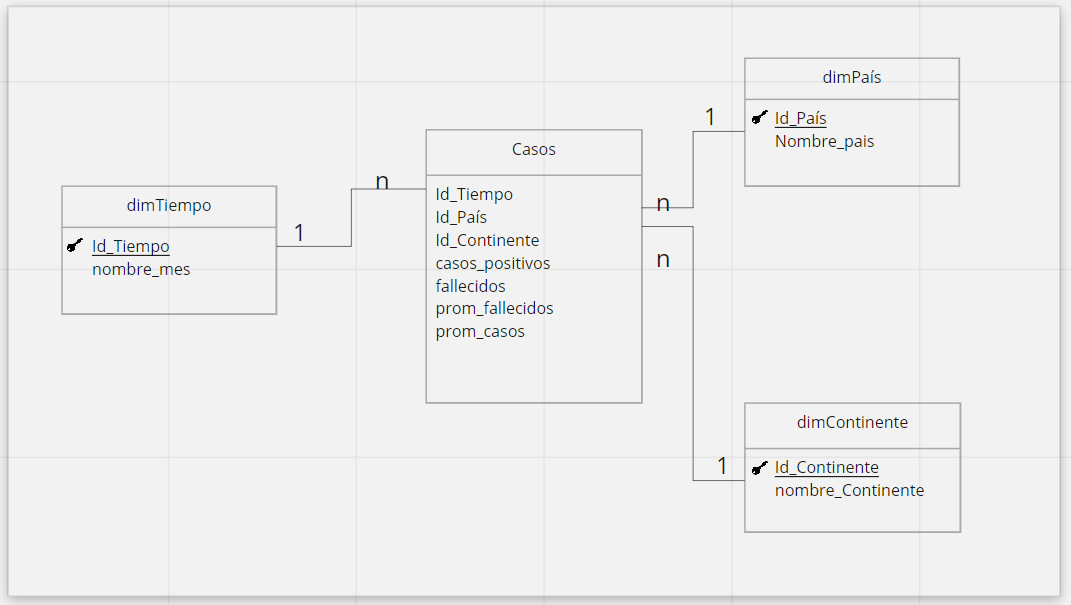 dimTiempo
Id_Tiempo
nombre_mes
1
n
Casos
Id_Tiempo
Id_País
Id_Continente
casos_positivos
fallecidos
prom_fallecidos
prom_casos
n
1
dimPaís
Id_País
Nombre_pais
n
1
dimContinente
Id_Continente
nombre_Continente